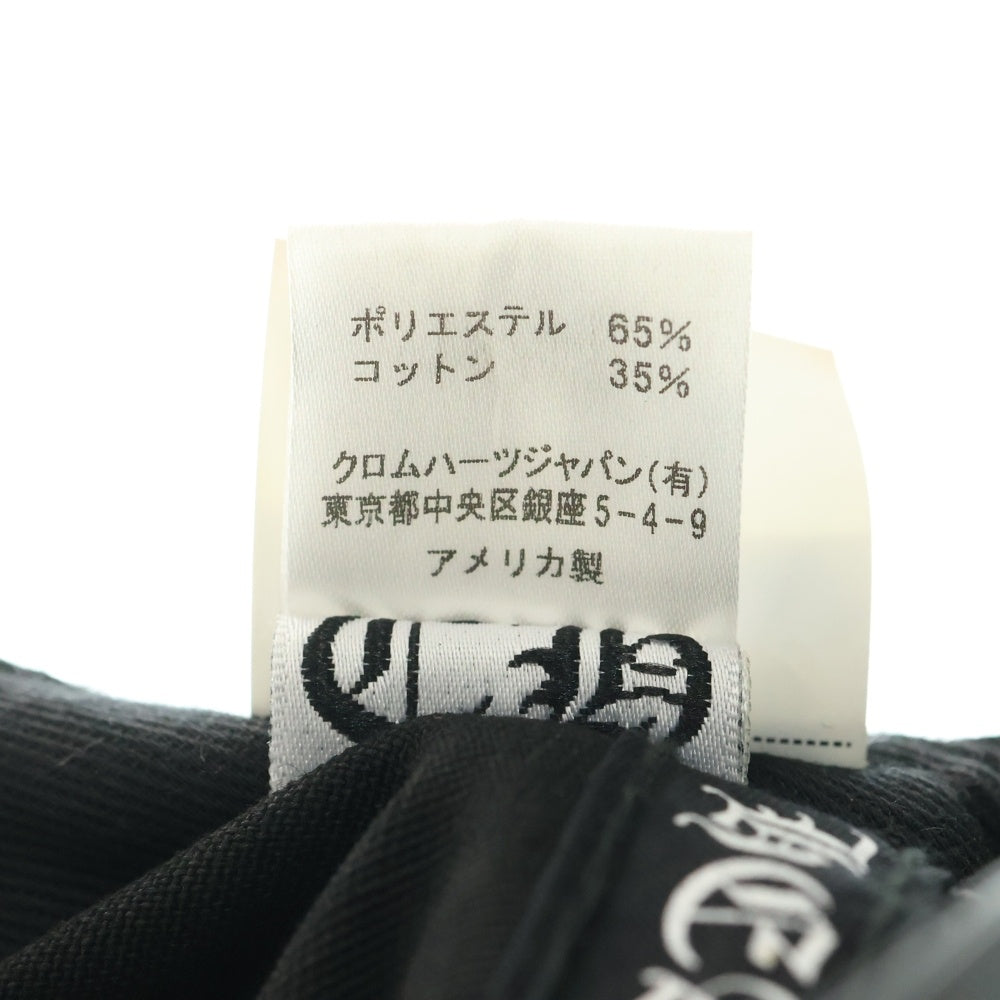 ポリエステル 65%
コットン 35%
クロムハーツジャパン(有)
東京都中央区銀座5-4-9
アメリカ製